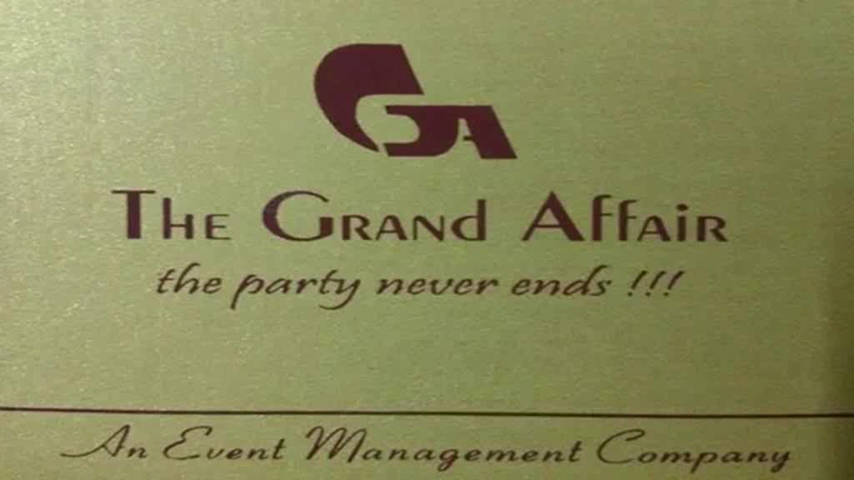 GA
The Grand Affair
the party never ends !!!
An Event Management Company